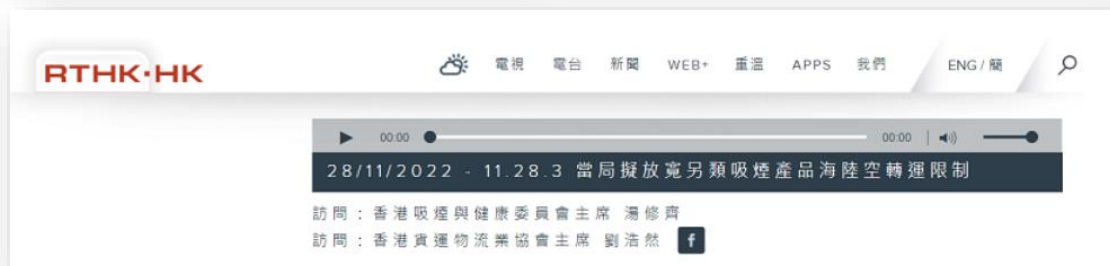 RTHK·HK
電視 電台 新聞 WEB+ 重溫 APPS 我們 ENG / 簡
00:00 00:00
28/11/2022 - 11.28.3 當局擬放寬另類吸煙產品海陸空轉運限制
訪問：香港吸煙與健康委員會主席 湯修齊
訪問：香港貨運物流業協會主席 劉浩然 f